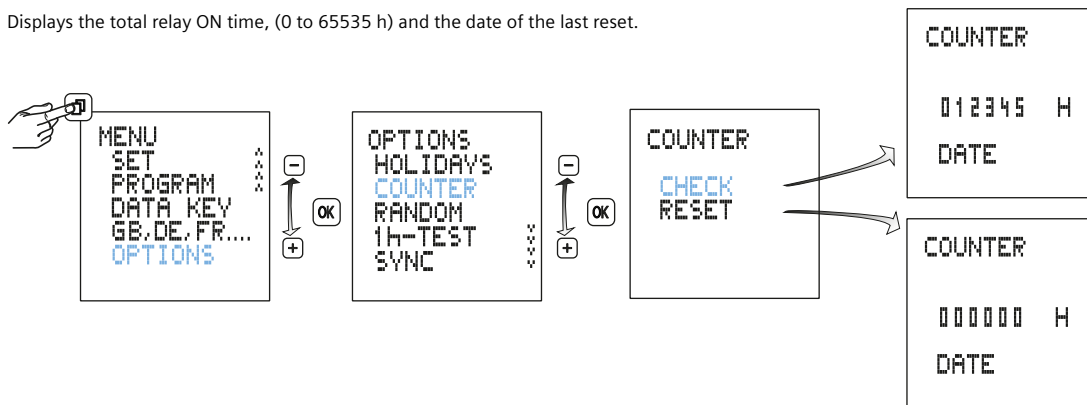 Displays the total relay ON time, (0 to 65535 h) and the date of the last reset.
MENU
SET
PROGRAM
DATA KEY
GB,DE,FR....
OPTIONS
−
+
OK
OPTIONS
HOLIDAYS
COUNTER
RANDOM
1h-TEST
SYNC
−
+
OK
COUNTER
CHECK
RESET
COUNTER
012345 H
DATE
COUNTER
000000 H
DATE